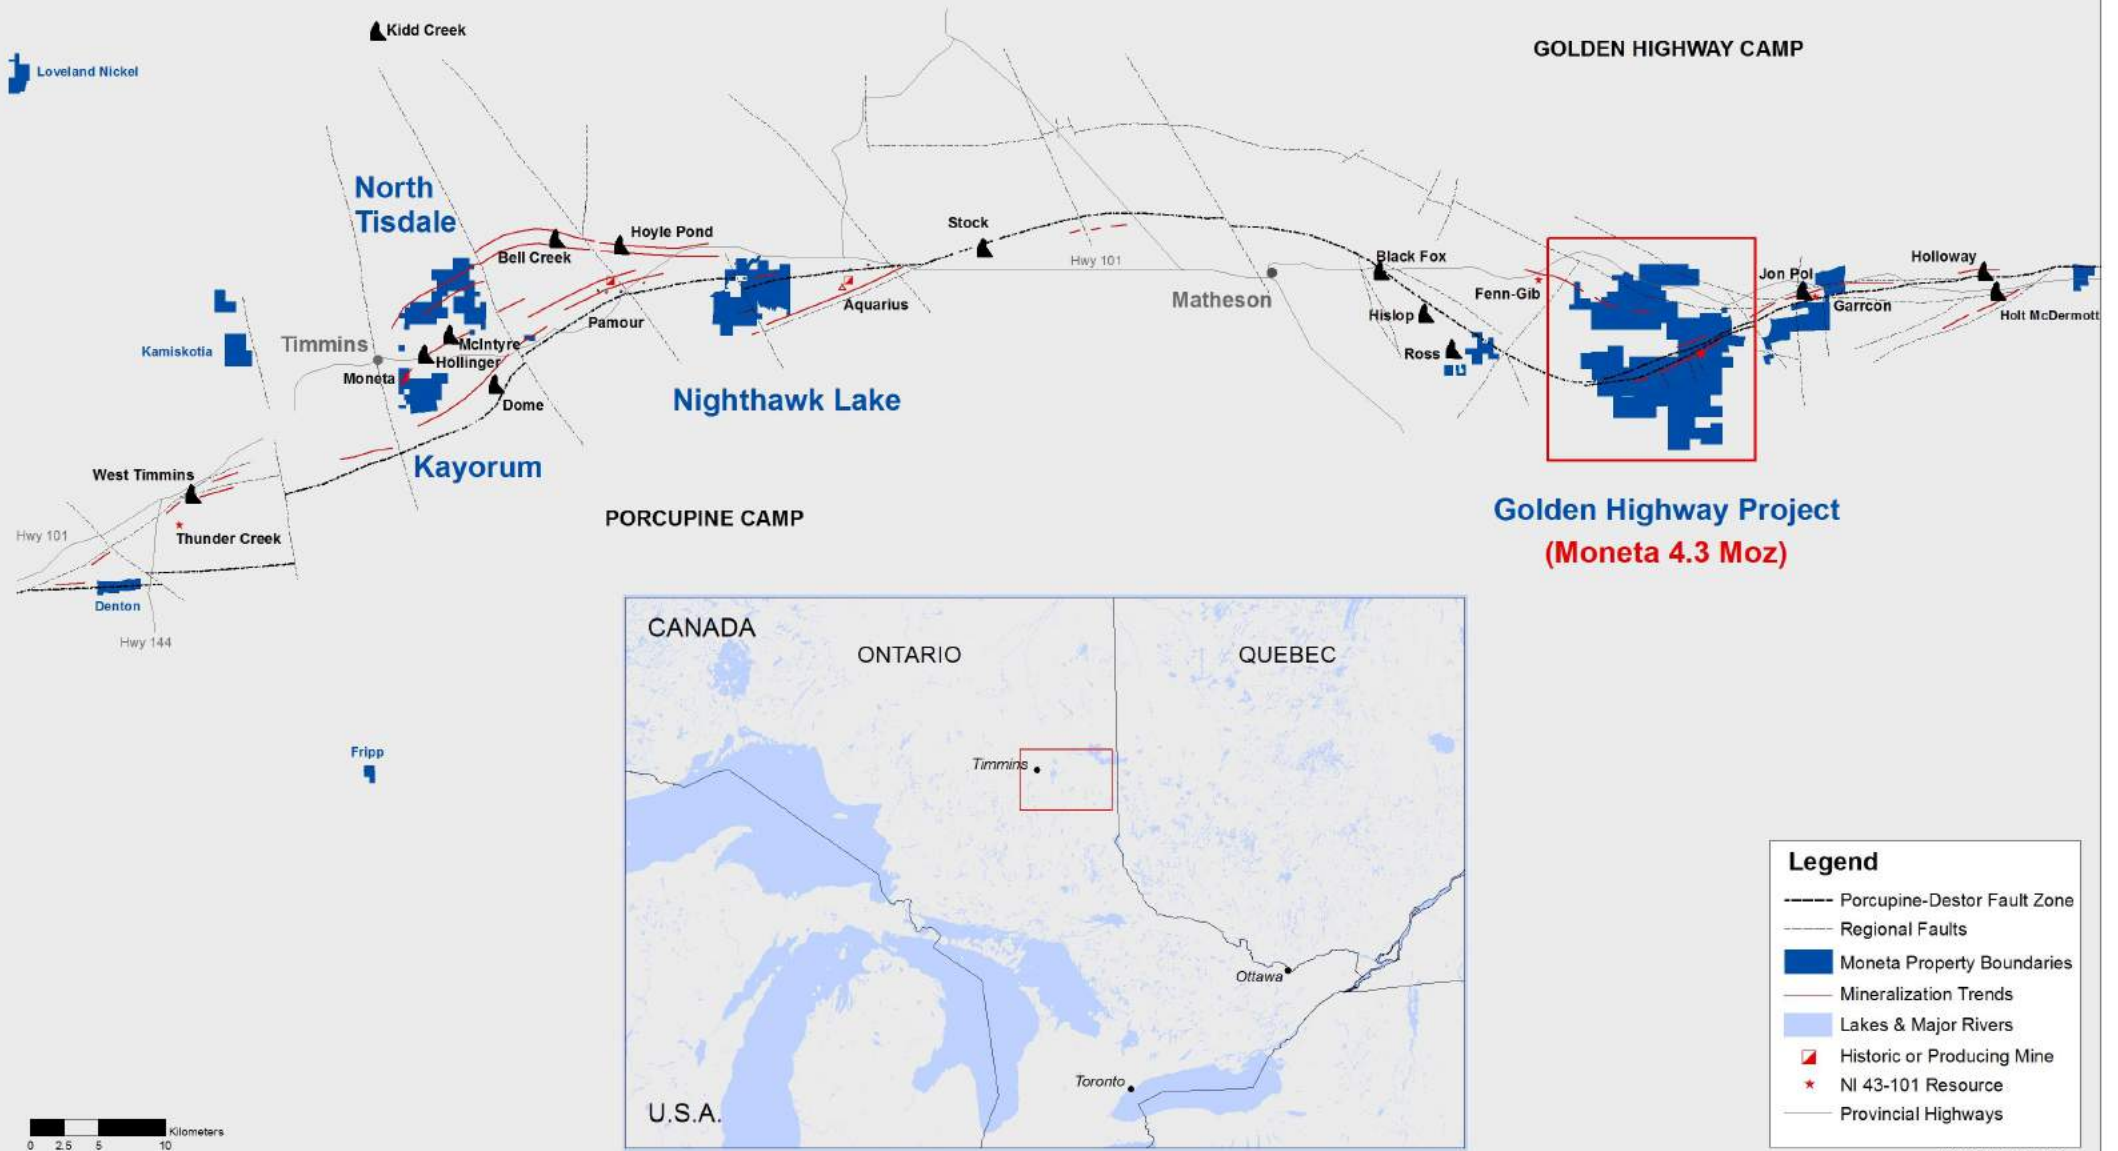 Kidd Creek
GOLDEN HIGHWAY CAMP
Loveland Nickel
North
Tisdale
Hoyle Pond
Bell Creek
Stock
Hwy 101
Black Fox
Holloway
Jon Pol
Fenn-Gib
Garrcon
Matheson
Aquarius
Hislop
Holt McDermott
Pamour
Timmins
McIntyre
Kamiskotia
Hollinger
Ross
Moneta
Dome
Nighthawk Lake
Kayorum
West Timmins
PORCUPINE CAMP
Golden Highway Project
(Moneta 4.3 Moz)
Hwy 101
Thunder Creek
Denton
Hwy 144
Fripp
CANADA
ONTARIO
QUEBEC
Timmins
Ottawa
Toronto
U.S.A.
Legend
Porcupine-Destor Fault Zone
Regional Faults
Moneta Property Boundaries
Mineralization Trends
Lakes & Major Rivers
Historic or Producing Mine
NI 43-101 Resource
Provincial Highways
Kilometers
0 2.5 5 10